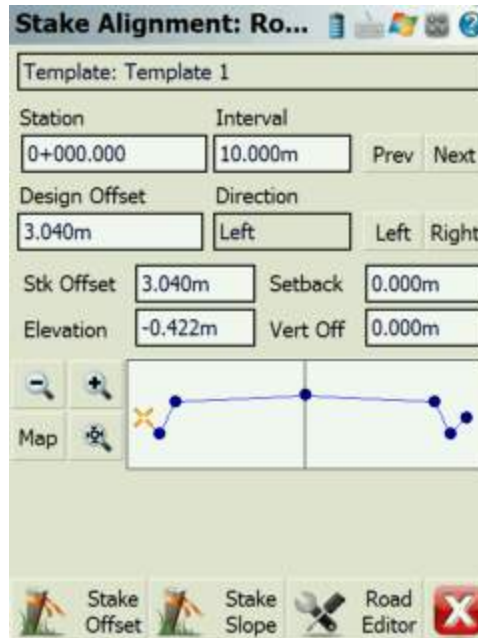 Stake Alignment: Ro...
Template: Template 1
Station Interval
0+000.000 10.000m Prev Next
Design Offset Direction
3.040m Left Left Right
Stk Offset 3.040m Setback 0.000m
Elevation -0.422m Vert Off 0.000m
Map
Stake Offset Stake Slope Road Editor